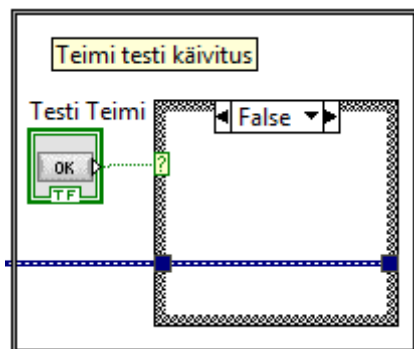 Teimi testi käivitus
Testi Teimi
False
OK
?
TF